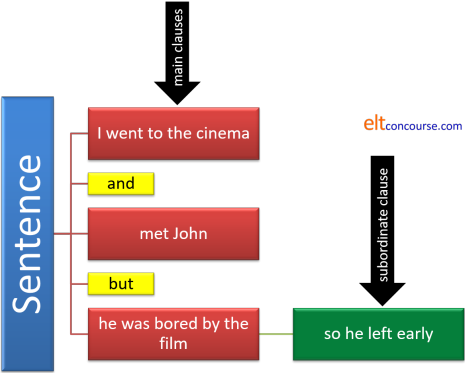 main clauses
I went to the cinema
eltconcourse.com
and
subordinate clause
Sentence
met John
but
he was bored by the
film
so he left early